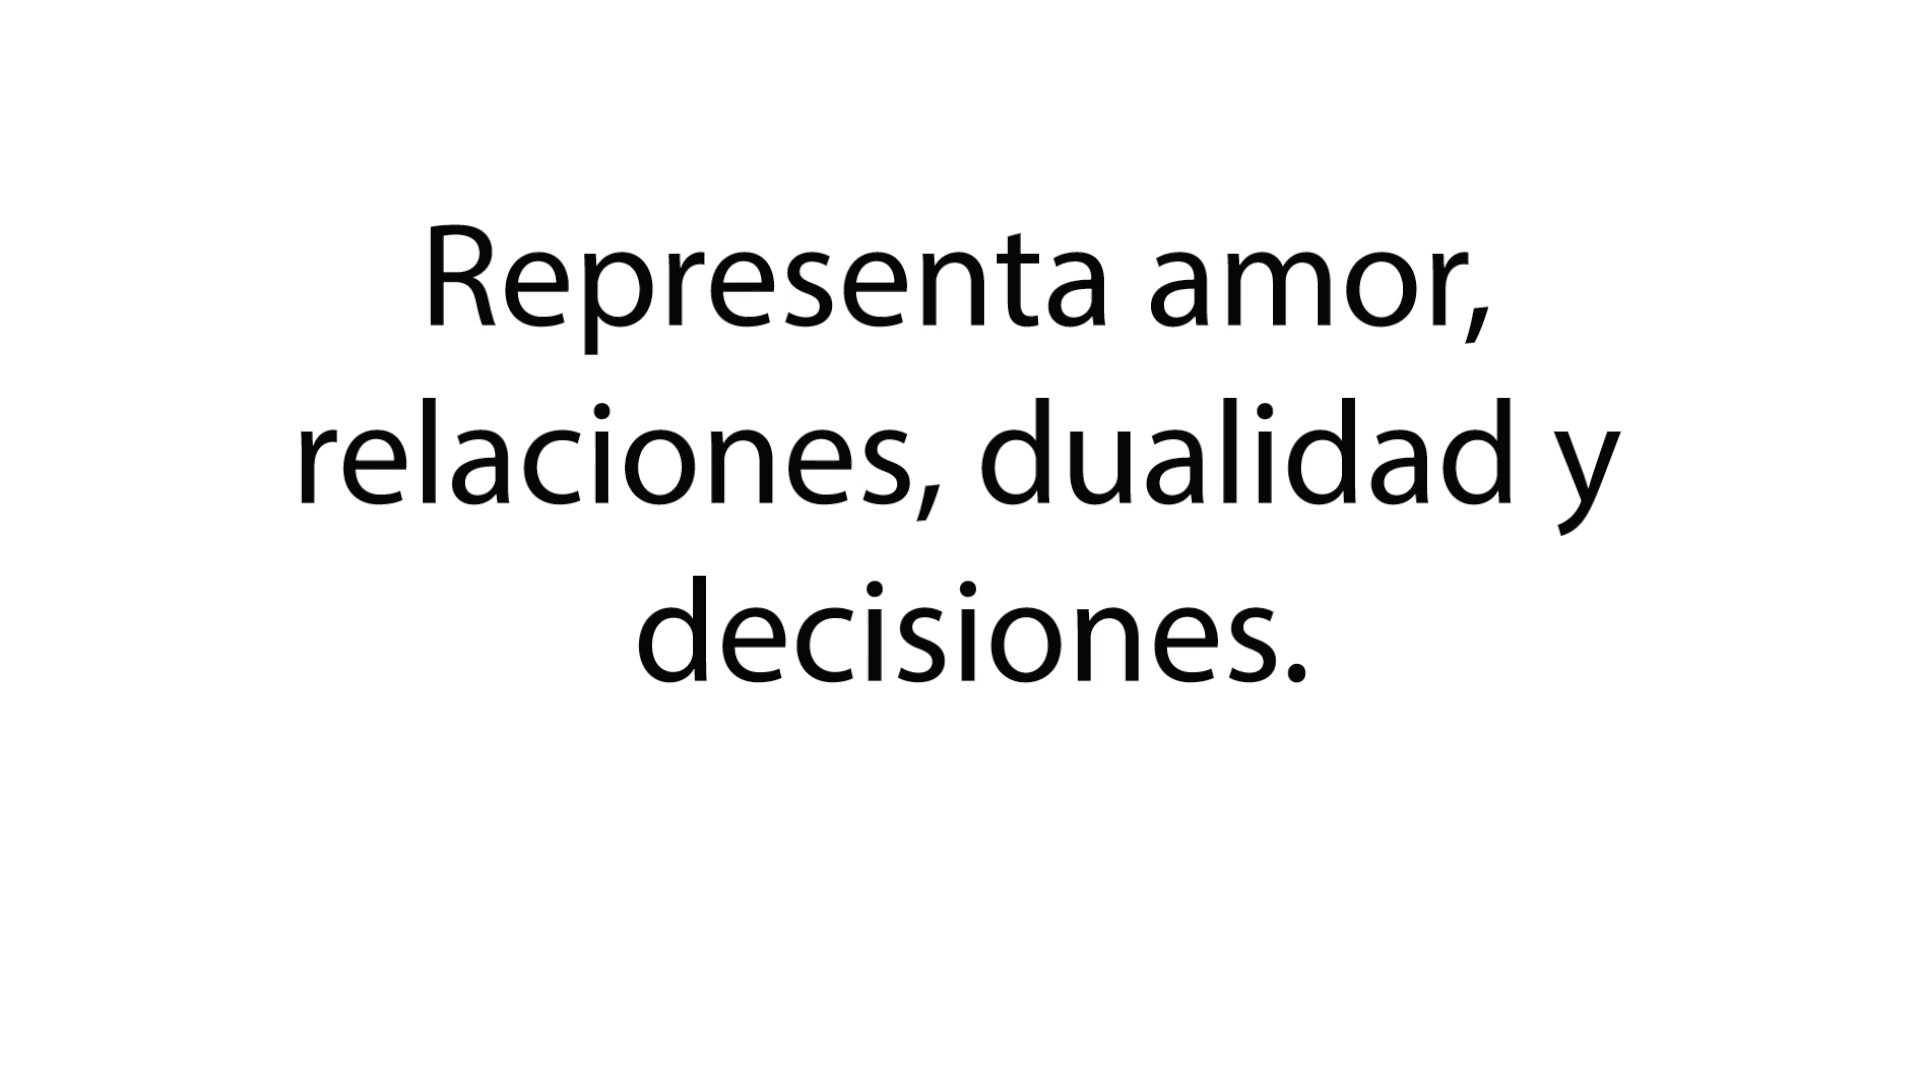 Representa amor,
relaciones, dualidad y
decisiones.